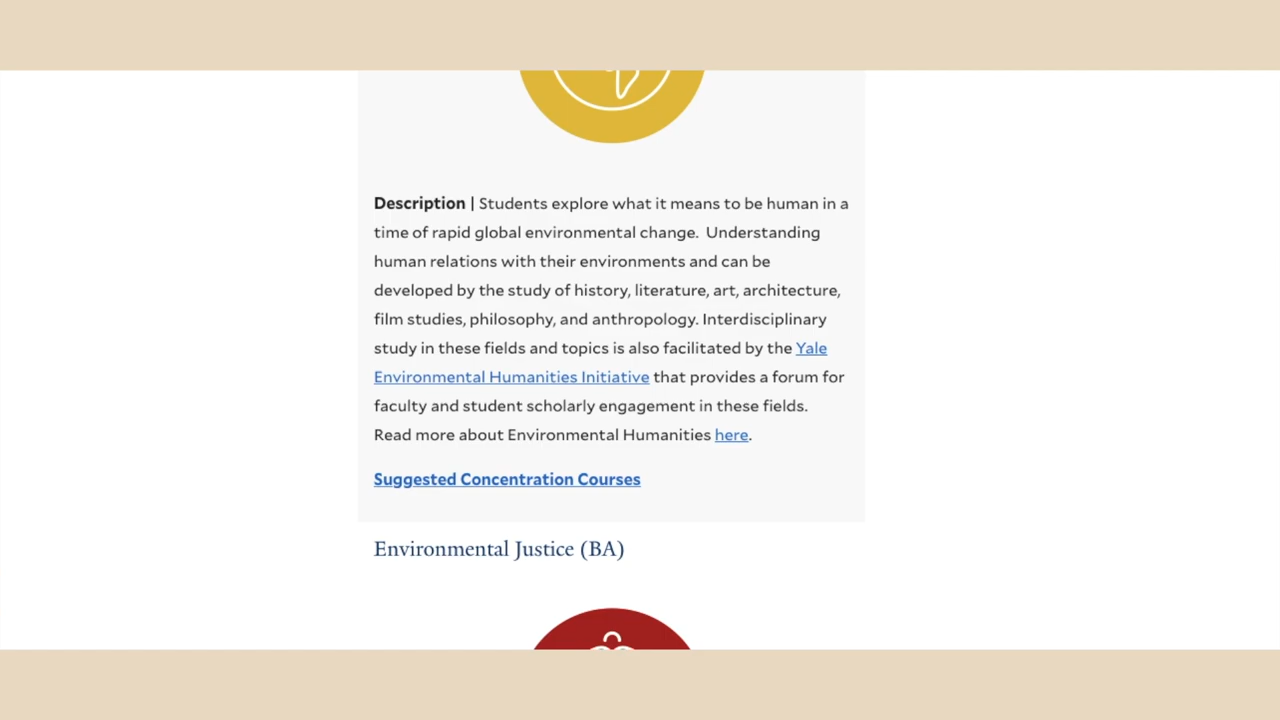 Description | Students explore what it means to be human in a
time of rapid global environmental change.  Understanding
human relations with their environments and can be
developed by the study of history, literature, art, architecture,
film studies, philosophy, and anthropology. Interdisciplinary
study in these fields and topics is also facilitated by the Yale
Environmental Humanities Initiative that provides a forum for
faculty and student scholarly engagement in these fields.
Read more about Environmental Humanities here.
Suggested Concentration Courses
Environmental Justice (BA)